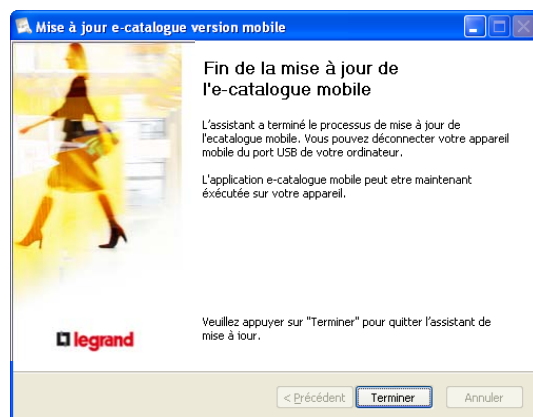 Mise à jour e-catalogue version mobile
Fin de la mise à jour de
l'e-catalogue mobile
L'assistant a terminé le processus de mise à jour de
l'ecatalogue mobile. Vous pouvez déconnecter votre appareil
mobile du port USB de votre ordinateur.
L'application e-catalogue mobile peut etre maintenant
éxécutée sur votre appareil.
Veuillez appuyer sur "Terminer" pour quitter l'assistant de
mise à jour.
legrand
< Précédent Terminer Annuler